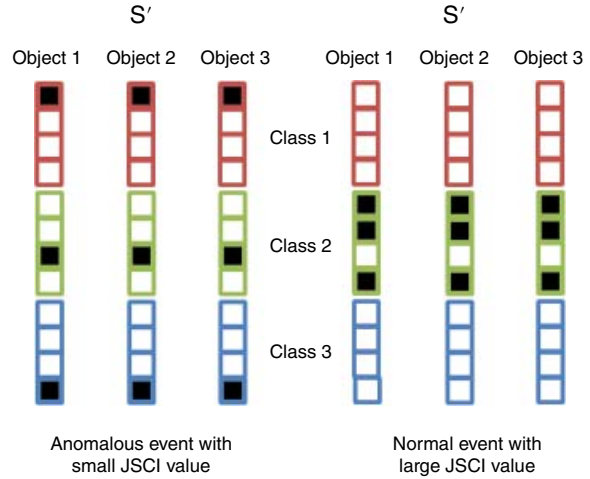 S′ S′
Object 1 Object 2 Object 3 Object 1 Object 2 Object 3
Class 1
Class 2
Class 3
Anomalous event with
small JSCI value
Normal event with
large JSCI value